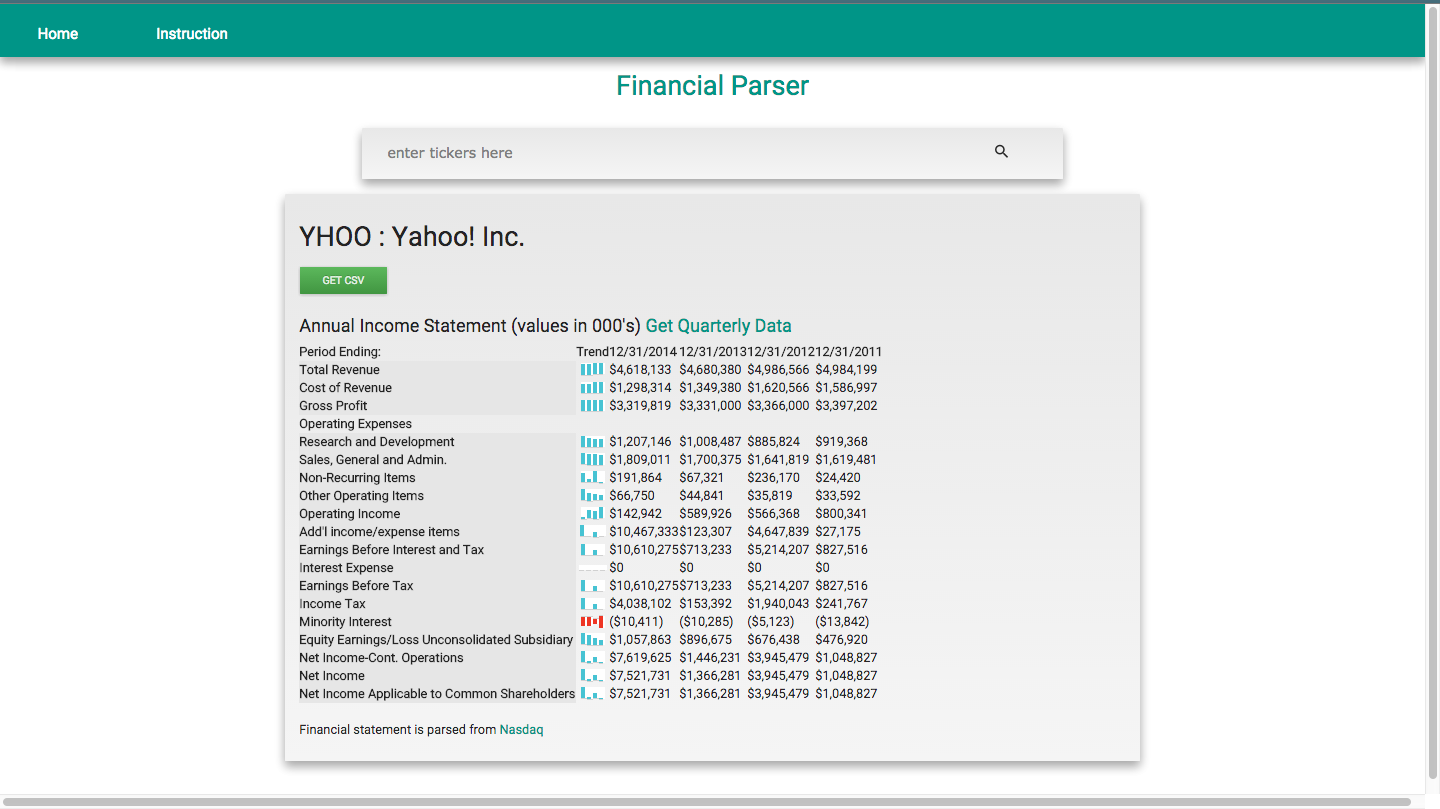 Home Instruction
Financial Parser
enter tickers here
YHOO : Yahoo! Inc.
GET CSV
Annual Income Statement (values in 000's) Get Quarterly Data
Period Ending: Trend 12/31/2014 12/31/2013 12/31/2012 12/31/2011
Total Revenue $4,618,133 $4,680,380 $4,986,566 $4,984,199
Cost of Revenue $1,298,314 $1,349,380 $1,620,566 $1,586,997
Gross Profit $3,319,819 $3,331,000 $3,366,000 $3,397,202
Operating Expenses
Research and Development $1,207,146 $1,008,487 $885,824 $919,368
Sales, General and Admin. $1,809,011 $1,700,375 $1,641,819 $1,619,481
Non-Recurring Items $191,864 $67,321 $236,170 $24,420
Other Operating Items $66,750 $44,841 $35,819 $33,592
Operating Income $142,942 $589,926 $566,368 $800,341
Add'l income/expense items $10,467,333 $123,307 $4,647,839 $27,175
Earnings Before Interest and Tax $10,610,275 $713,233 $5,214,207 $827,516
Interest Expense $0 $0 $0 $0
Earnings Before Tax $10,610,275 $713,233 $5,214,207 $827,516
Income Tax $4,038,102 $153,392 $1,940,043 $241,767
Minority Interest ($10,411) ($10,285) ($5,123) ($13,842)
Equity Earnings/Loss Unconsolidated Subsidiary $1,057,863 $896,675 $676,438 $476,920
Net Income-Cont. Operations $7,619,625 $1,446,231 $3,945,479 $1,048,827
Net Income $7,521,731 $1,366,281 $3,945,479 $1,048,827
Net Income Applicable to Common Shareholders $7,521,731 $1,366,281 $3,945,479 $1,048,827
Financial statement is parsed from Nasdaq